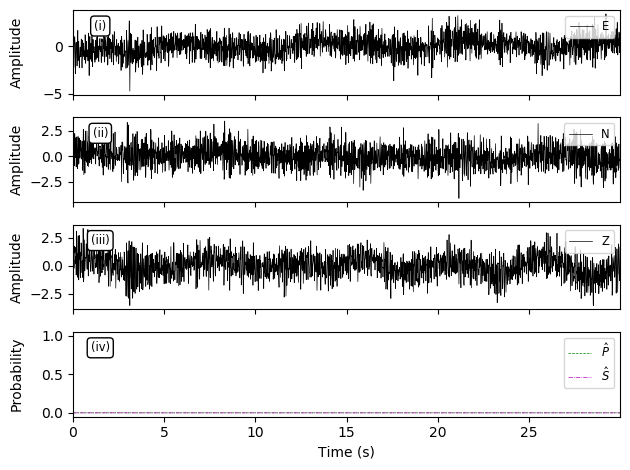 (i)
E
Amplitude
0
−5
(ii)
N
Amplitude
2.5
0.0
−2.5
(iii)
Z
Amplitude
2.5
0.0
−2.5
(iv)
P̂
Ŝ
Probability
1.0
0.5
0.0
0 5 10 15 20 25
Time (s)